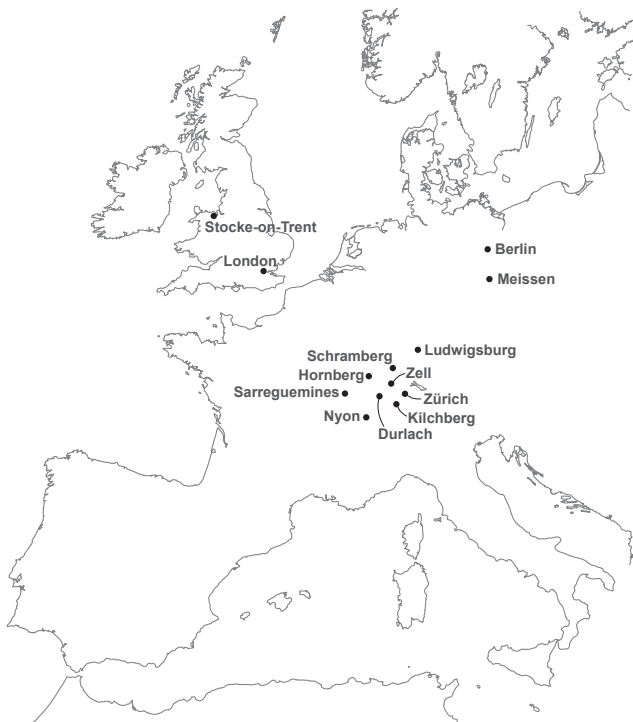 Stocke-on-Trent
London
Berlin
Meissen
Ludwigsburg
Schramberg
Zell
Hornberg
Sarreguemines
Zürich
Kilchberg
Nyon
Durlach